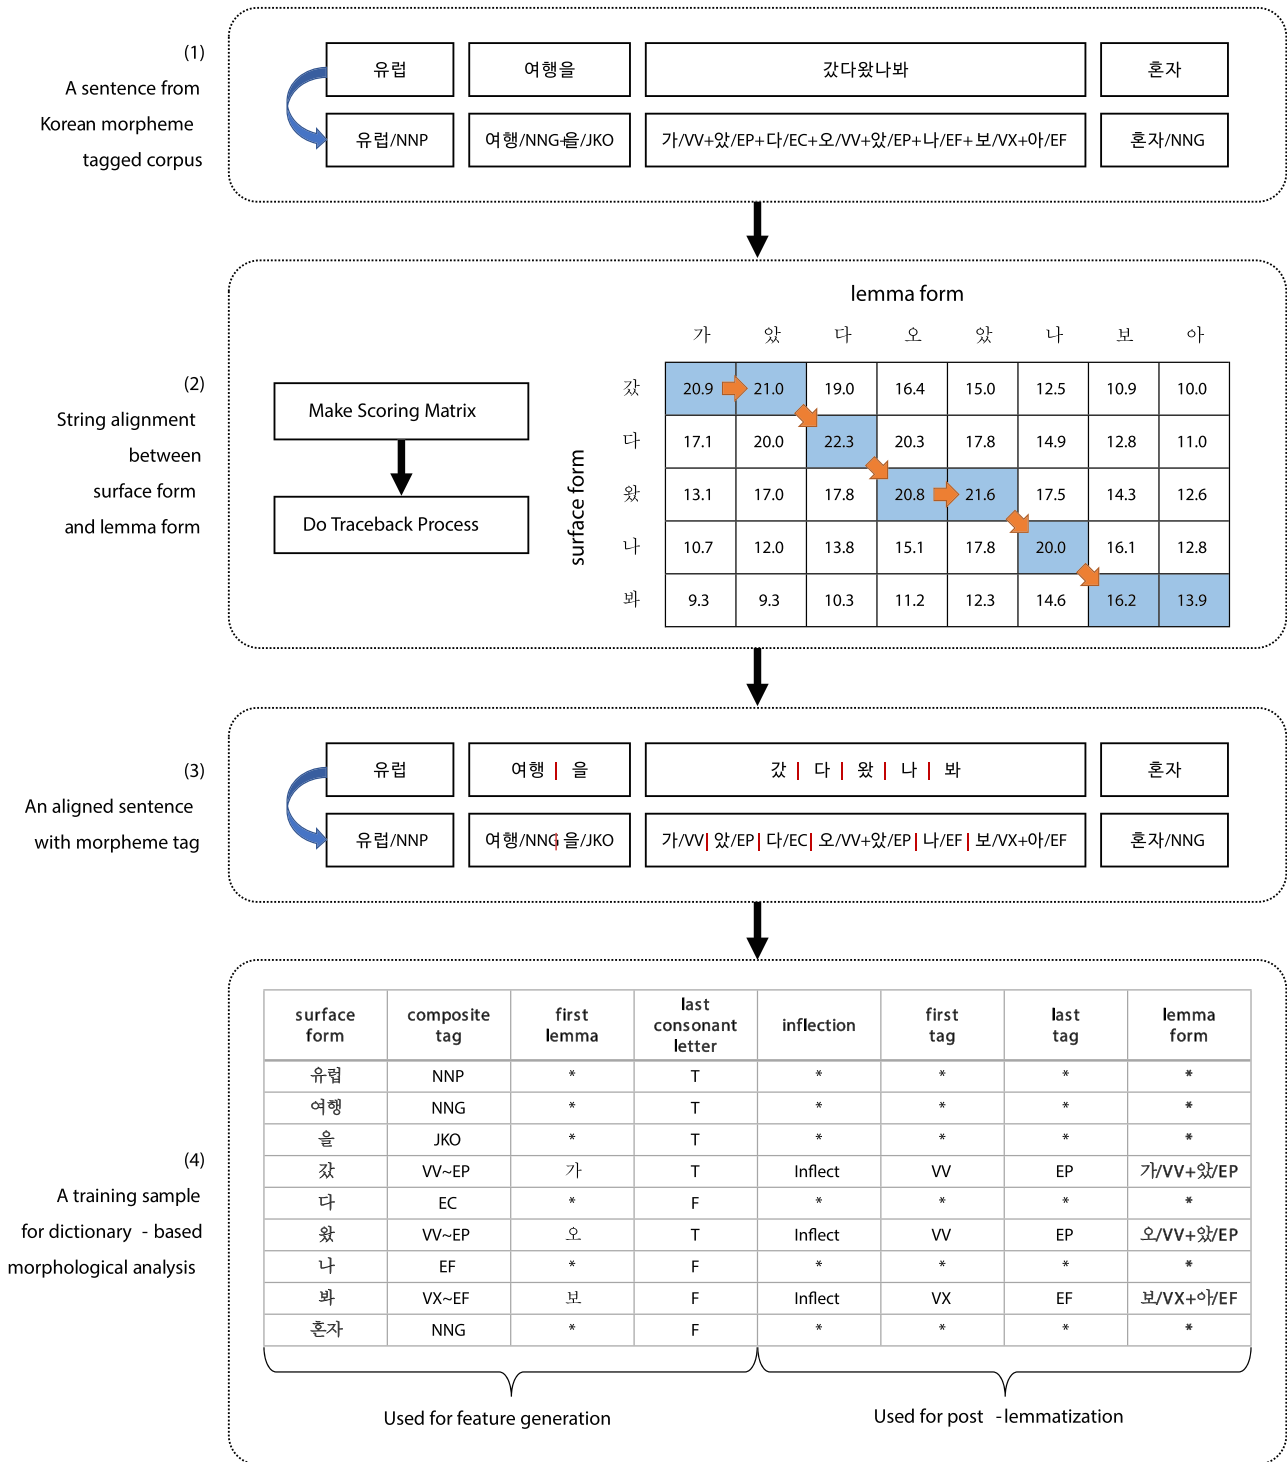 (1)
A sentence from
Korean morpheme
tagged corpus
유럽 여행을 갔다왔나봐 혼자
유럽/NNP 여행/NNG+을/JKO 가/VV+았/EP+다/EC+오/VV+았/EP+나/EF+보/VX+아/EF 혼자/NNG
(2)
String alignment
between
surface form
and lemma form
Make Scoring Matrix
Do Traceback Process
lemma form
surface form
가 았 다 오 았 나 보 아
갔 20.9 21.0 19.0 16.4 15.0 12.5 10.9 10.0
다 17.1 20.0 22.3 20.3 17.8 14.9 12.8 11.0
왔 13.1 17.0 17.8 20.8 21.6 17.5 14.3 12.6
나 10.7 12.0 13.8 15.1 17.8 20.0 16.1 12.8
봐 9.3 9.3 10.3 11.2 12.3 14.6 16.2 13.9
(3)
An aligned sentence
with morpheme tag
유럽 여행 | 을 갔 | 다 | 왔 | 나 | 봐 혼자
유럽/NNP 여행/NNG | 을/JKO 가/VV | 았/EP | 다/EC | 오/VV+았/EP | 나/EF | 보/VX+아/EF 혼자/NNG
(4)
A training sample
for dictionary - based
morphological analysis
surface form composite tag first lemma last consonant letter inflection first tag last tag lemma form
유럽 NNP * T * * * *
여행 NNG * T * * * *
을 JKO * T * * * *
갔 VV~EP 가 T Inflect VV EP 가/VV+았/EP
다 EC * F * * * *
왔 VV~EP 오 T Inflect VV EP 오/VV+았/EP
나 EF * F * * * *
봐 VX~EF 보 F Inflect VX EF 보/VX+아/EF
혼자 NNG * F * * * *
Used for feature generation
Used for post -lemmatization